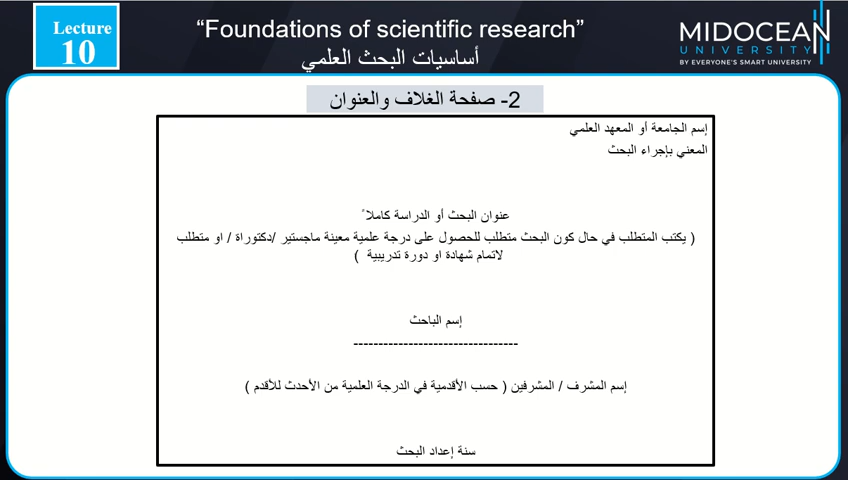 Lecture
10
“Foundations of scientific research”
أساسيات البحث العلمي
MIDOCEAN
UNIVERSITY
BY EVERYONE'S SMART UNIVERSITY
2- صفحة الغلاف والعنوان
إسم الجامعة أو المعهد العلمي
المعني بإجراء البحث
عنوان البحث أو الدراسة كاملاً
( يكتب المتطلب في حال كون البحث متطلب للحصول على درجة علمية معينة ماجستير /دكتوراة / او متطلب
لاتمام شهادة او دورة تدريبية )
إسم الباحث
----------------------------------
إسم المشرف / المشرفين ( حسب الأقدمية في الدرجة العلمية من الأحدث للأقدم )
سنة إعداد البحث